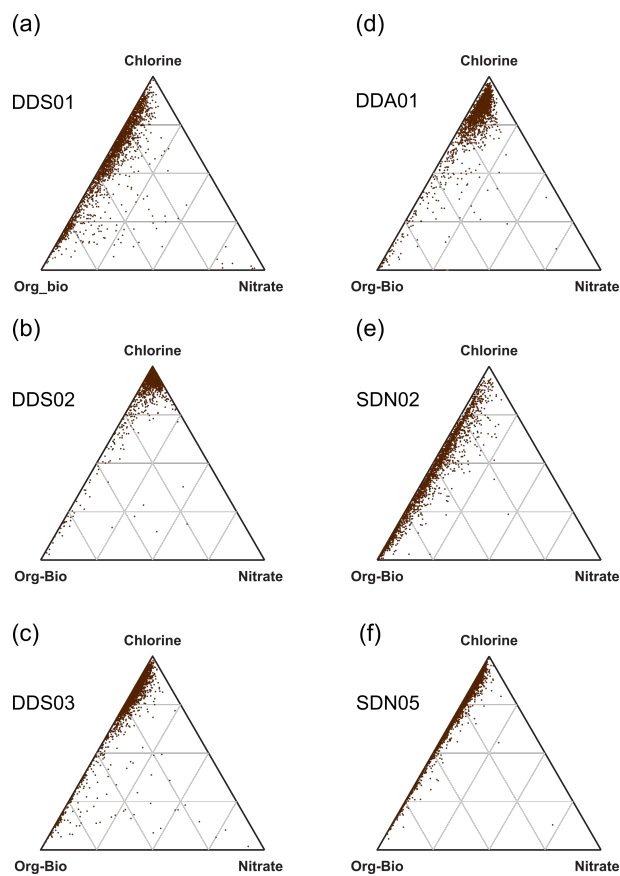 (a)
Chlorine
DDS01
Org_bio
Nitrate
(b)
Chlorine
DDS02
Org-Bio
Nitrate
(c)
Chlorine
DDS03
Org-Bio
Nitrate
(d)
Chlorine
DDA01
Org-Bio
Nitrate
(e)
Chlorine
SDN02
Org-Bio
Nitrate
(f)
Chlorine
SDN05
Org-Bio
Nitrate